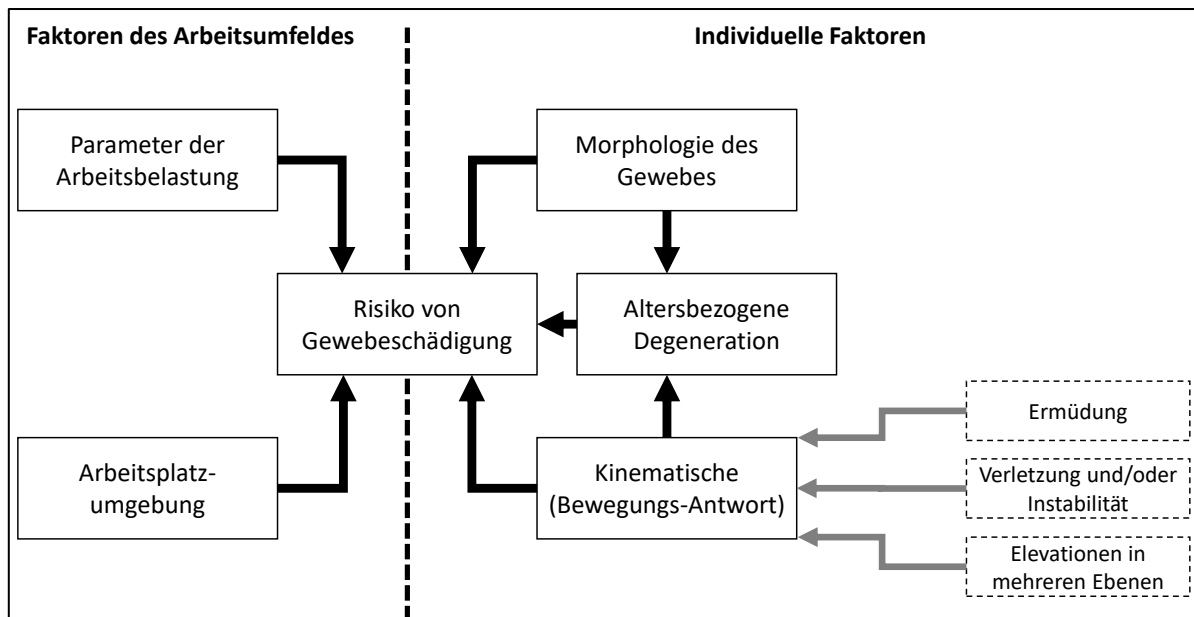 Faktoren des Arbeitsumfeldes
Individuelle Faktoren
Parameter der
Arbeitsbelastung
Morphologie des
Gewebes
Risiko von
Gewebeschädigung
Altersbezogene
Degeneration
Arbeitsplatz-
umgebung
Kinematische
(Bewegungs-Antwort)
Ermüdung
Verletzung und/oder
Instabilität
Elevationen in
mehreren Ebenen